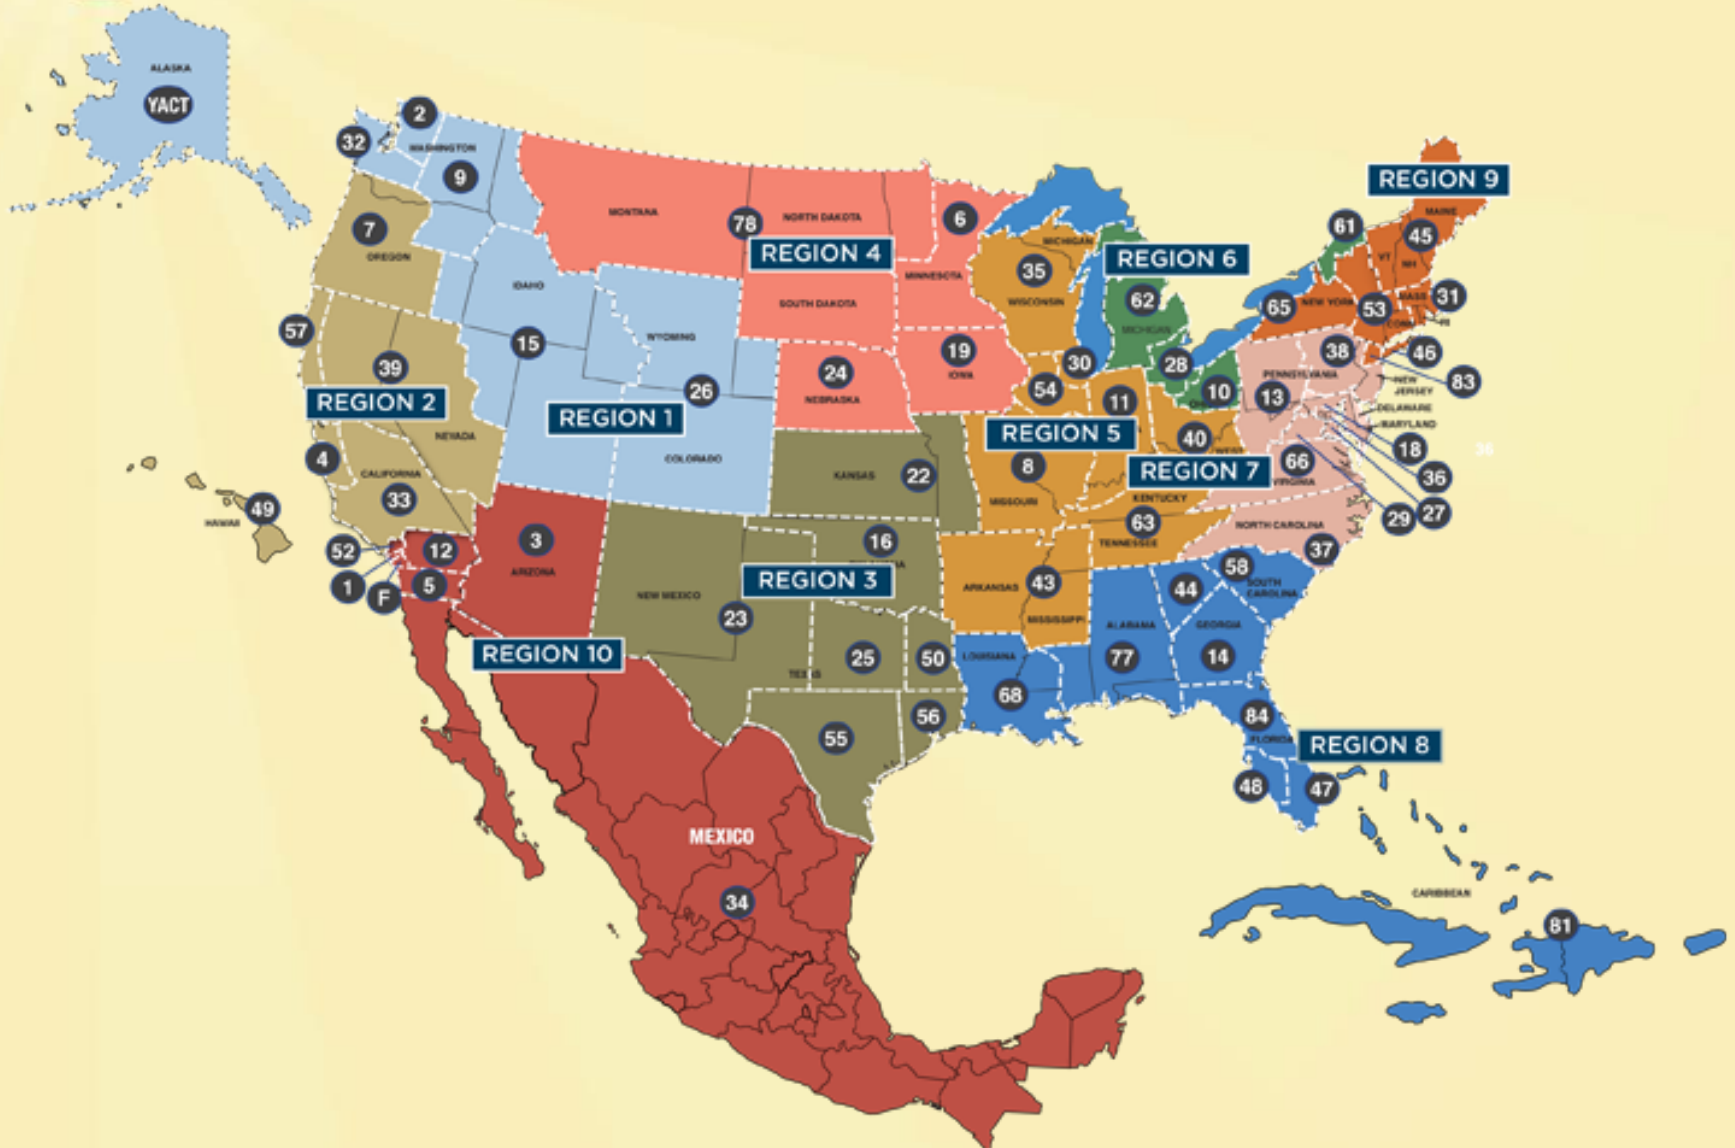 ALASKA
YACT
2
32
WASHINGTON
9
REGION 9
MONTANA
78
NORTH DAKOTA
6
7
OREGON
REGION 4
MICHIGAN
REGION 6
61
MAINE
45
VT
NH
IDAHO
MINNESOTA
35
WISCONSIN
62
MICHIGAN
SOUTH DAKOTA
65
NEW YORK
53
MASS
31
CONN
RI
57
15
WYOMING
39
26
24
NEBRASKA
19
IOWA
30
54
28
10
11
38
PENNSYLVANIA
13
46
83
NEW
JERSEY
DELAWARE
MARYLAND
REGION 2
REGION 1
NEVADA
REGION 5
40
WEST
18
36
36
4
CALIFORNIA
33
COLORADO
KANSAS
22
8
MISSOURI
REGION 7
KENTUCKY
66
VIRGINIA
29
27
49
HAWAII
52
12
1
F
5
3
ARIZONA
16
63
TENNESSEE
NORTH CAROLINA
37
NEW MEXICO
REGION 3
ARKANSAS
43
MISSISSIPPI
44
58
SOUTH
CAROLINA
23
ALABAMA
GEORGIA
REGION 10
TEXAS
25
50
LOUISIANA
77
14
68
55
56
84
FLORIDA
REGION 8
48
47
MEXICO
34
CARIBBEAN
81